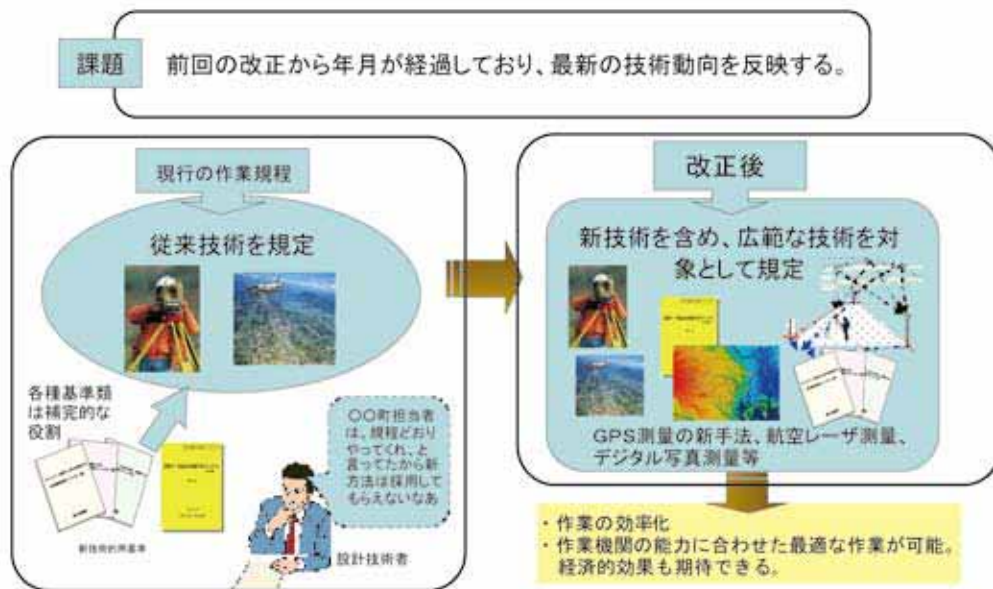 課題
前回の改正から年月が経過しており、最新の技術動向を反映する。
現行の作業規程
従来技術を規定
各種基準類
は補完的な
役割
〇〇町担当者
は、規程どおり
やってくれ、と
言ってたから新
方法は採用して
もらえないなあ
設計技術者
改正後
新技術を含め、広範な技術を対
象として規定
GPS測量の新手法、航空レーザ測量、
デジタル写真測量等
・作業の効率化
・作業機関の能力に合わせた最適な作業が可能。
経済的効果も期待できる。